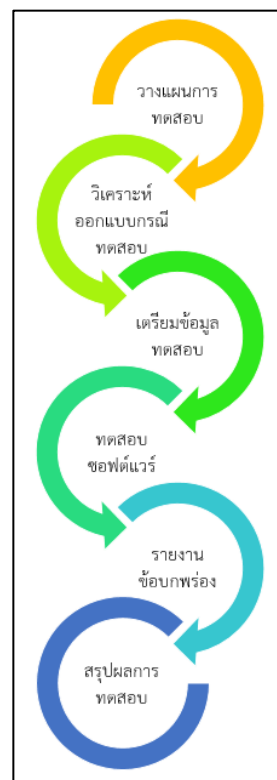 วางแผนการ
ทดสอบ
วิเคราะห์
ออกแบบกรณี
ทดสอบ
เตรียมข้อมูล
ทดสอบ
ทดสอบ
ซอฟต์แวร์
รายงาน
ข้อบกพร่อง
สรุปผลการ
ทดสอบ